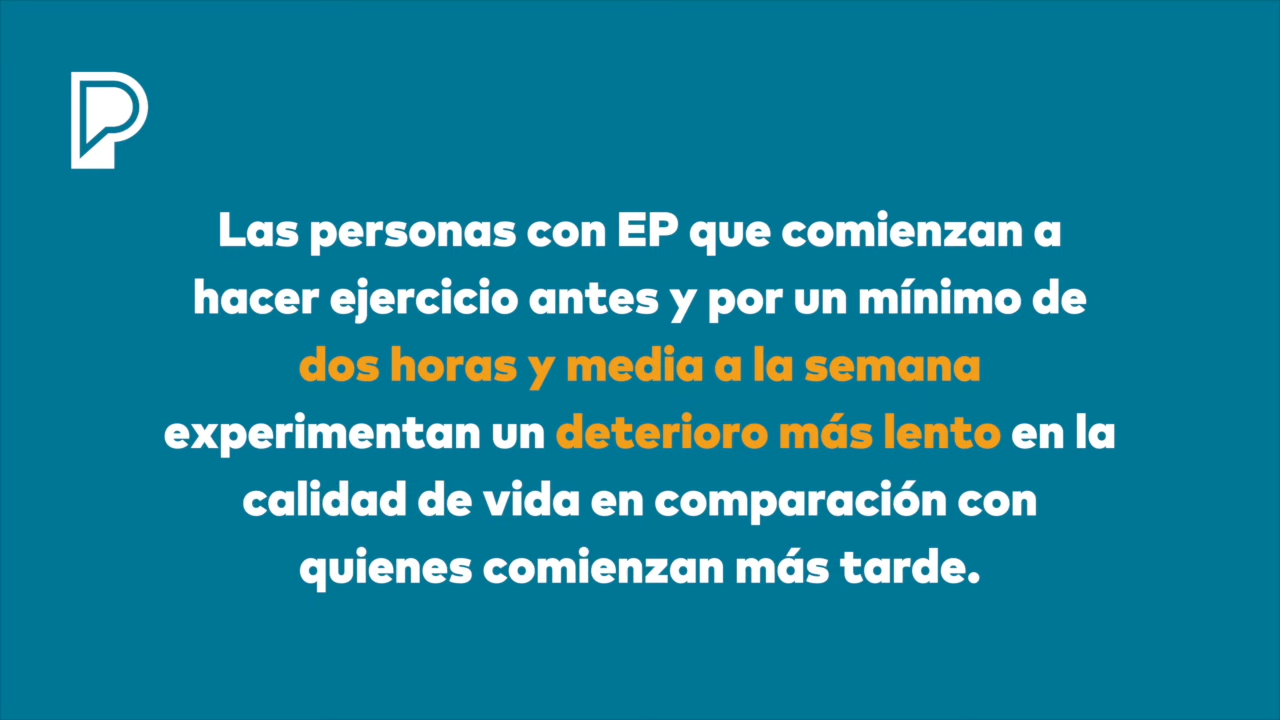 Las personas con EP que comienzan a
hacer ejercicio antes y por un mínimo de
dos horas y media a la semana
experimentan un deterioro más lento en la
calidad de vida en comparación con
quienes comienzan más tarde.